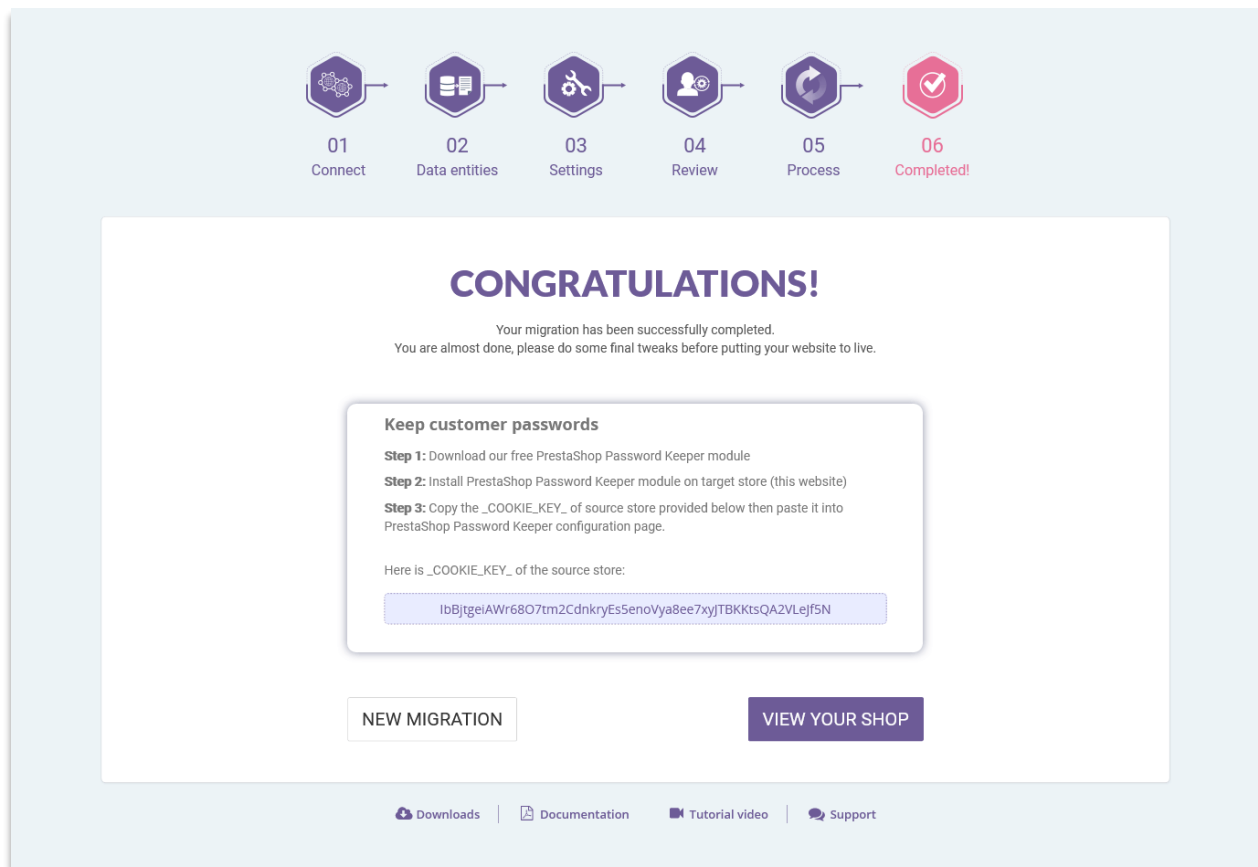 01
Connect
02
Data entities
03
Settings
04
Review
05
Process
06
Completed!
CONGRATULATIONS!
Your migration has been successfully completed.
You are almost done, please do some final tweaks before putting your website to live.
Keep customer passwords
Step 1: Download our free PrestaShop Password Keeper module
Step 2: Install PrestaShop Password Keeper module on target store (this website)
Step 3: Copy the _COOKIE_KEY_ of source store provided below then paste it into
PrestaShop Password Keeper configuration page.
Here is _COOKIE_KEY_ of the source store:
IbBjtgeiAWr68O7tm2CdnkryEs5enoVya8ee7xyJTBKKtsQA2VLeJf5N
NEW MIGRATION
VIEW YOUR SHOP
Downloads
Documentation
Tutorial video
Support